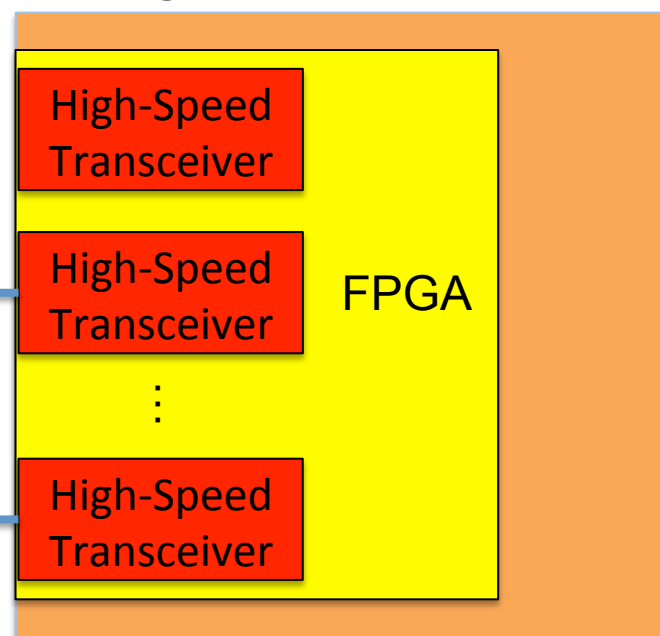 High-Speed
Transceiver
High-Speed
Transceiver
FPGA
⋮
High-Speed
Transceiver